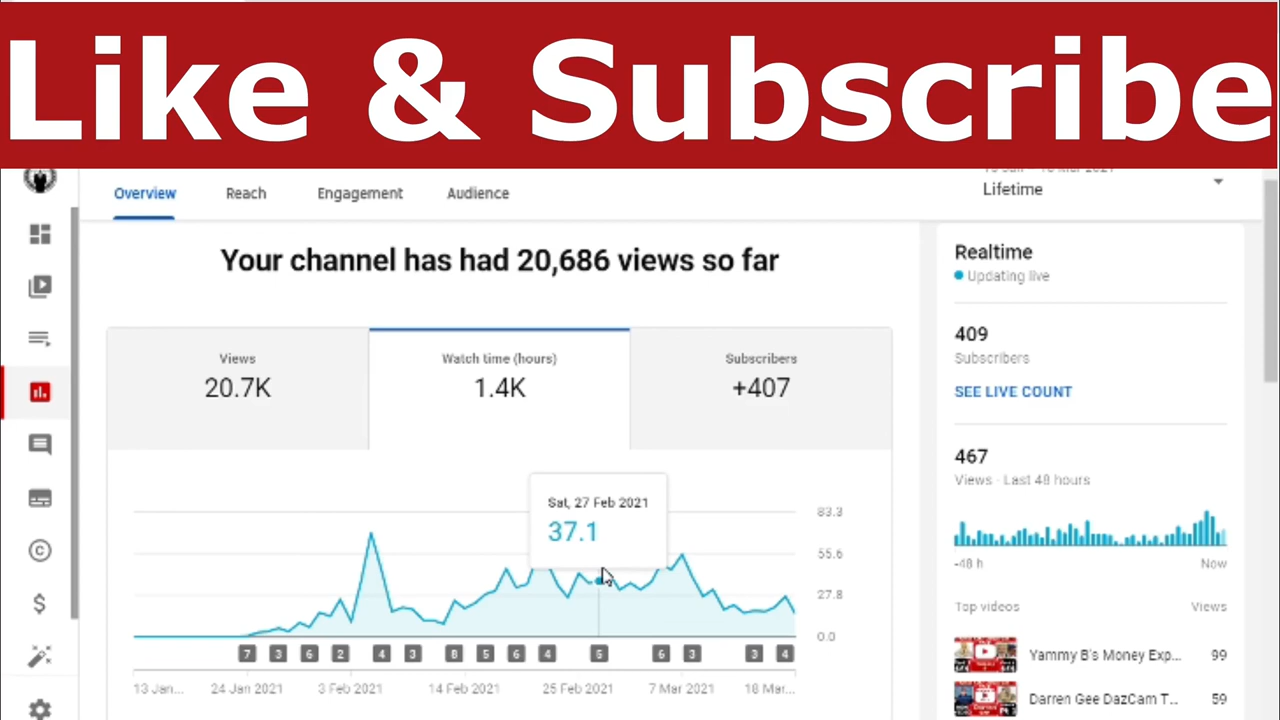 Like & Subscribe
Overview
Reach
Engagement
Audience
Lifetime
Your channel has had 20,686 views so far
Views
20.7K
Watch time (hours)
1.4K
Subscribers
+407
Sat, 27 Feb 2021
37.1
83.3
55.6
27.8
0.0
7 3 6 2 4 3 8 5 6 4 5 6 3 3 4
13 Jan...
24 Jan 2021
3 Feb 2021
14 Feb 2021
25 Feb 2021
7 Mar 2021
18 Mar...
Realtime
Updating live
409
Subscribers
SEE LIVE COUNT
467
Views · Last 48 hours
-48 h
Now
Top videos
Views
Yammy B's Money Exp...
99
Darren Gee DazCam T...
59